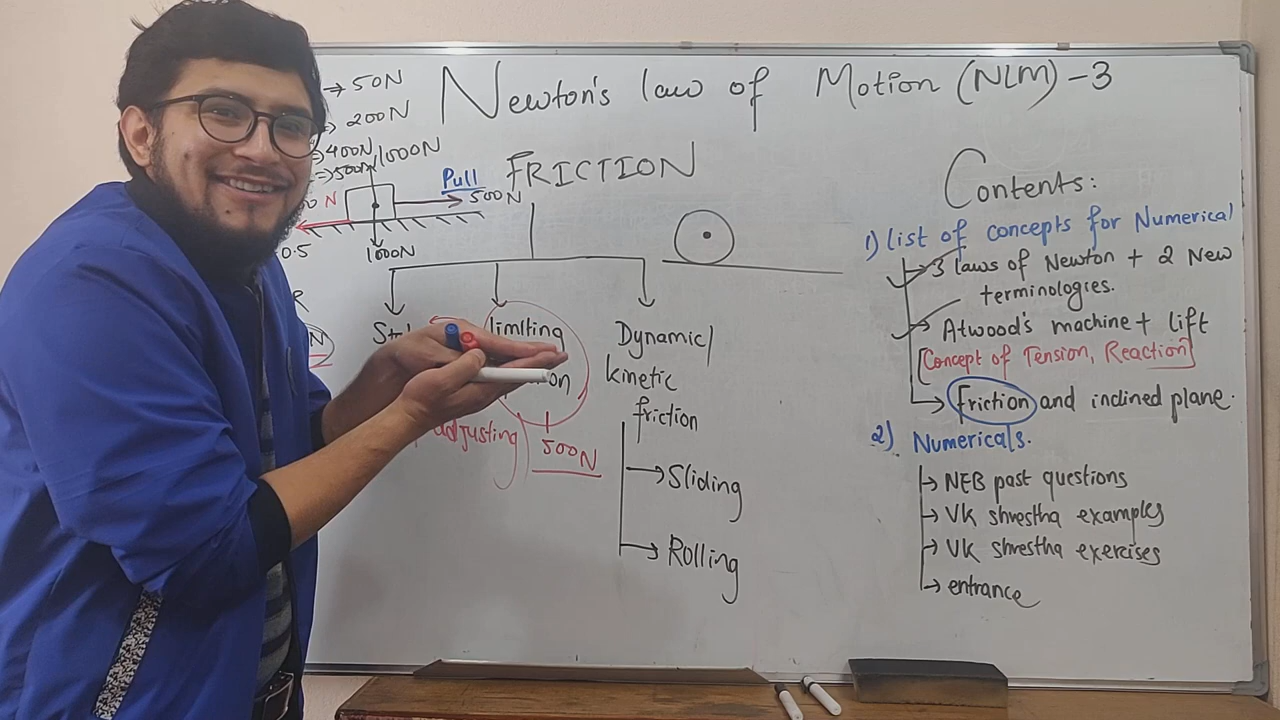 Newton's law of Motion (NLM) - 3
→ 50N
⇒ 200N
⇒ 400N
⇒ 500N/1000N
N
Pull
500N
0.5
1000N
FRICTION
limiting
Dynamic/
kinetic
friction
adjusting
500N
→ Sliding
→ Rolling
Contents:
1) list of concepts for Numerical
→ 3 laws of Newton + 2 New
terminologies.
→ Atwood's machine + lift
[Concept of Tension, Reaction]
→ friction and inclined plane.
2) Numericals.
→ NEB past questions
→ VK shrestha examples
→ VK shrestha exercises
→ entrance